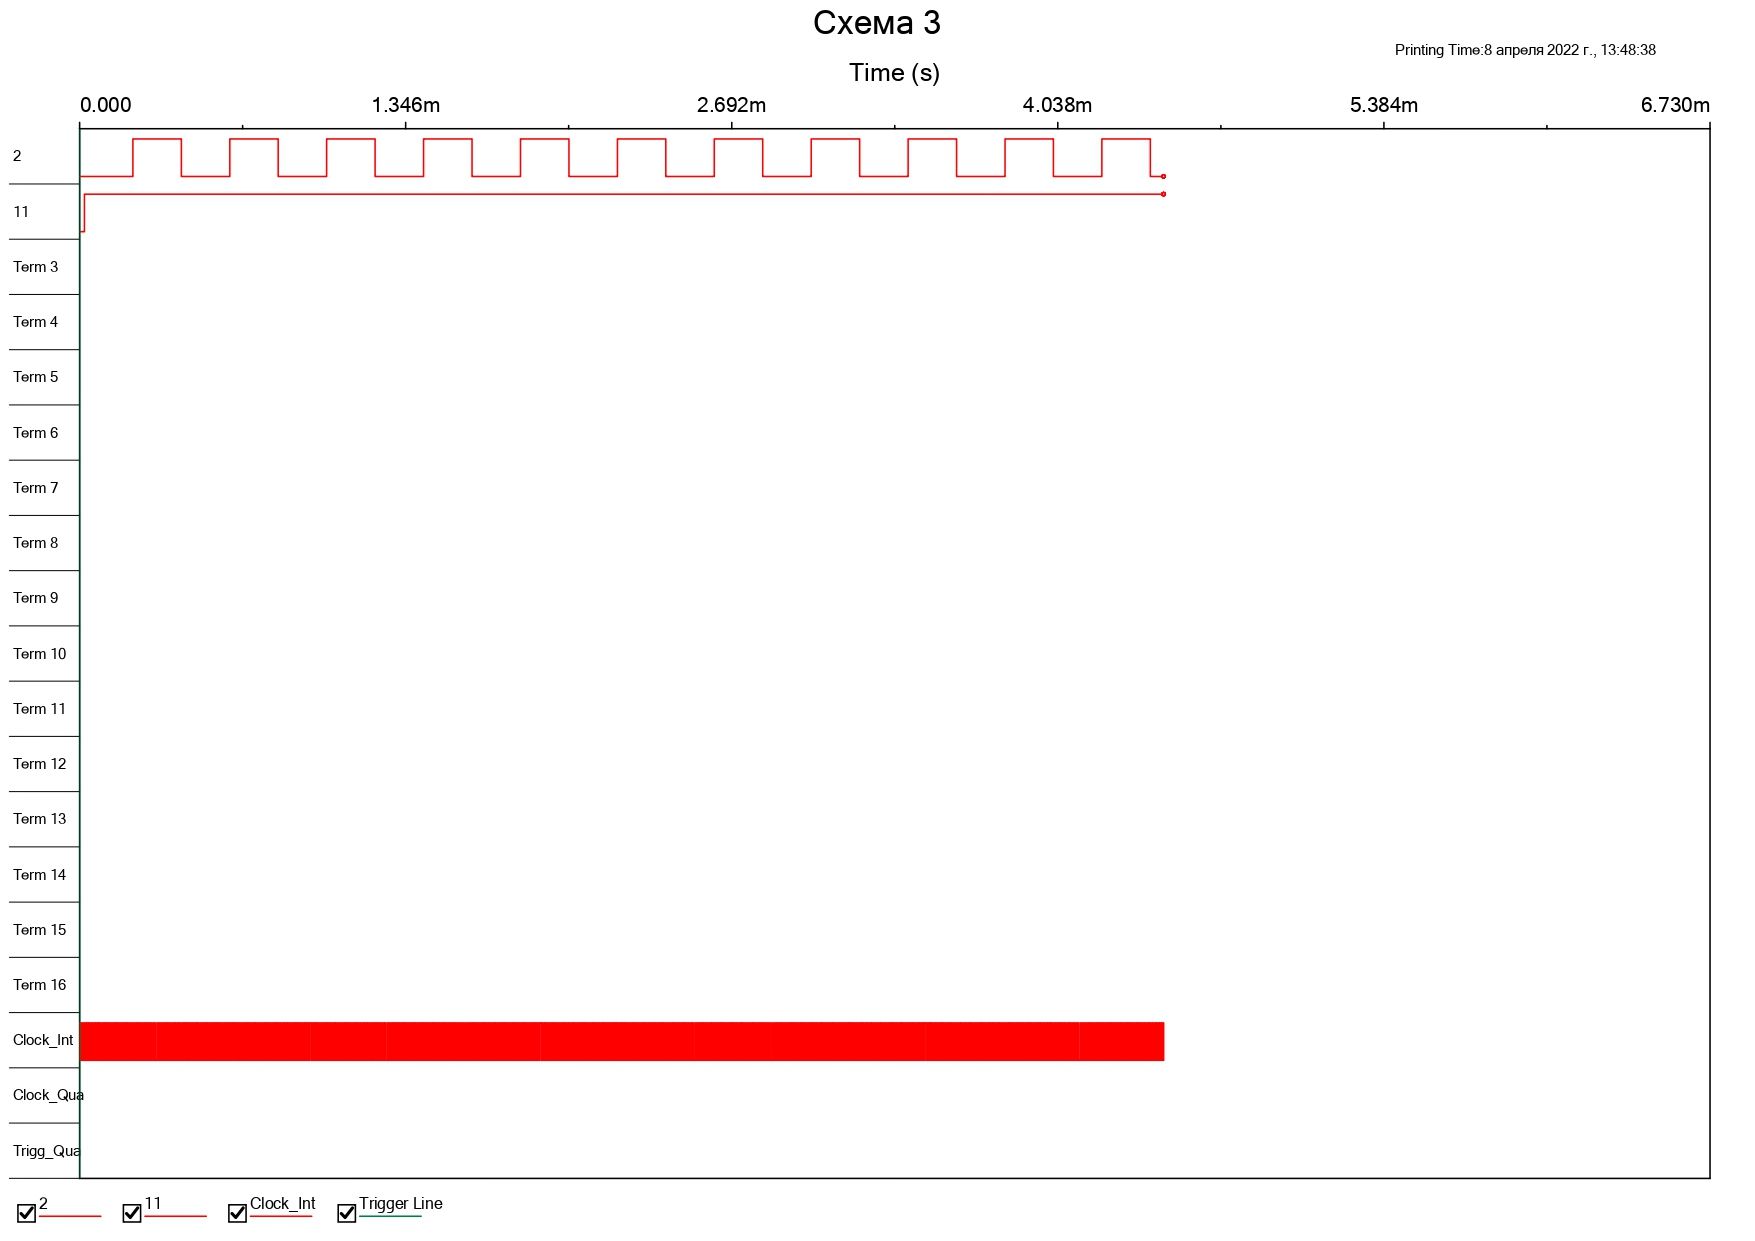 Схема 3
Printing Time:8 апреля 2022 г., 13:48:38
Time (s)
0.000 1.346m 2.692m 4.038m 5.384m 6.730m
2
11
Term 3
Term 4
Term 5
Term 6
Term 7
Term 8
Term 9
Term 10
Term 11
Term 12
Term 13
Term 14
Term 15
Term 16
Clock_Int
Clock_Qua
Trigg_Qua
2 11 Clock_Int Trigger Line